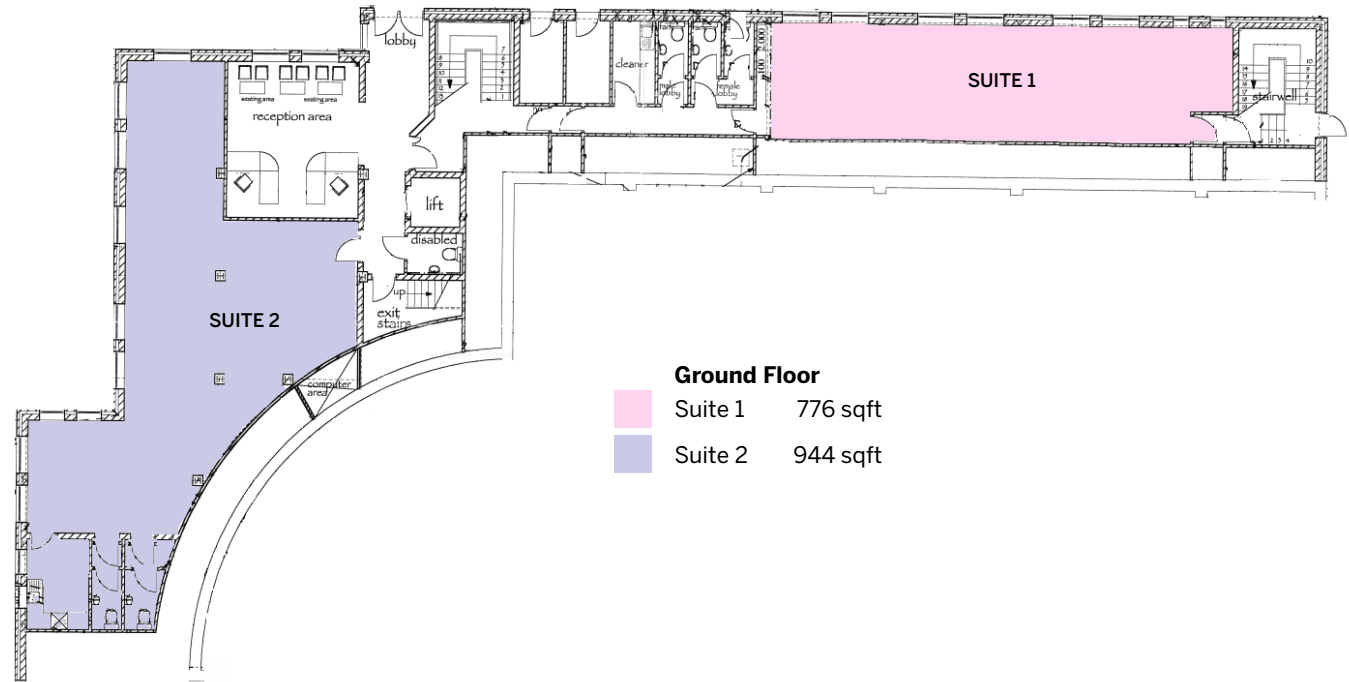 lobby
cleaner
male
lobby
female
lobby
SUITE 1
stairwell
seating area
seating area
reception area
lift
disabled
up
exit
stairs
SUITE 2
computer
area
Ground Floor
Suite 1 776 sqft
Suite 2 944 sqft